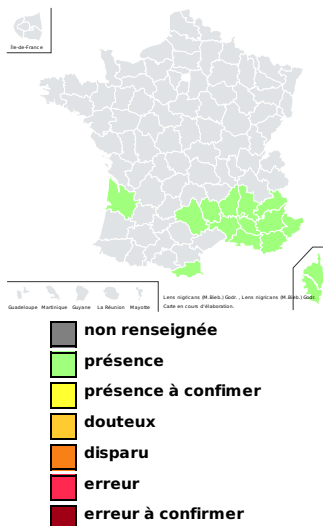 Île-de-France
Guadeloupe Martinique Guyane La Réunion Mayotte
Lens nigricans (M.Bieb.) Godr. , Lens nigricans (M.Bieb.) Godr.
Carte en cours d'élaboration.
non renseignée
présence
présence à confimer
douteux
disparu
erreur
erreur à confirmer